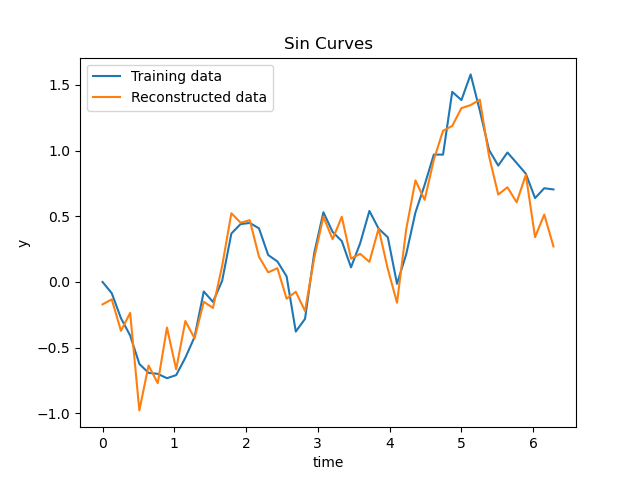 Sin Curves
Training data
Reconstructed data
1.5
1.0
0.5
0.0
−0.5
−1.0
y
0 1 2 3 4 5 6
time